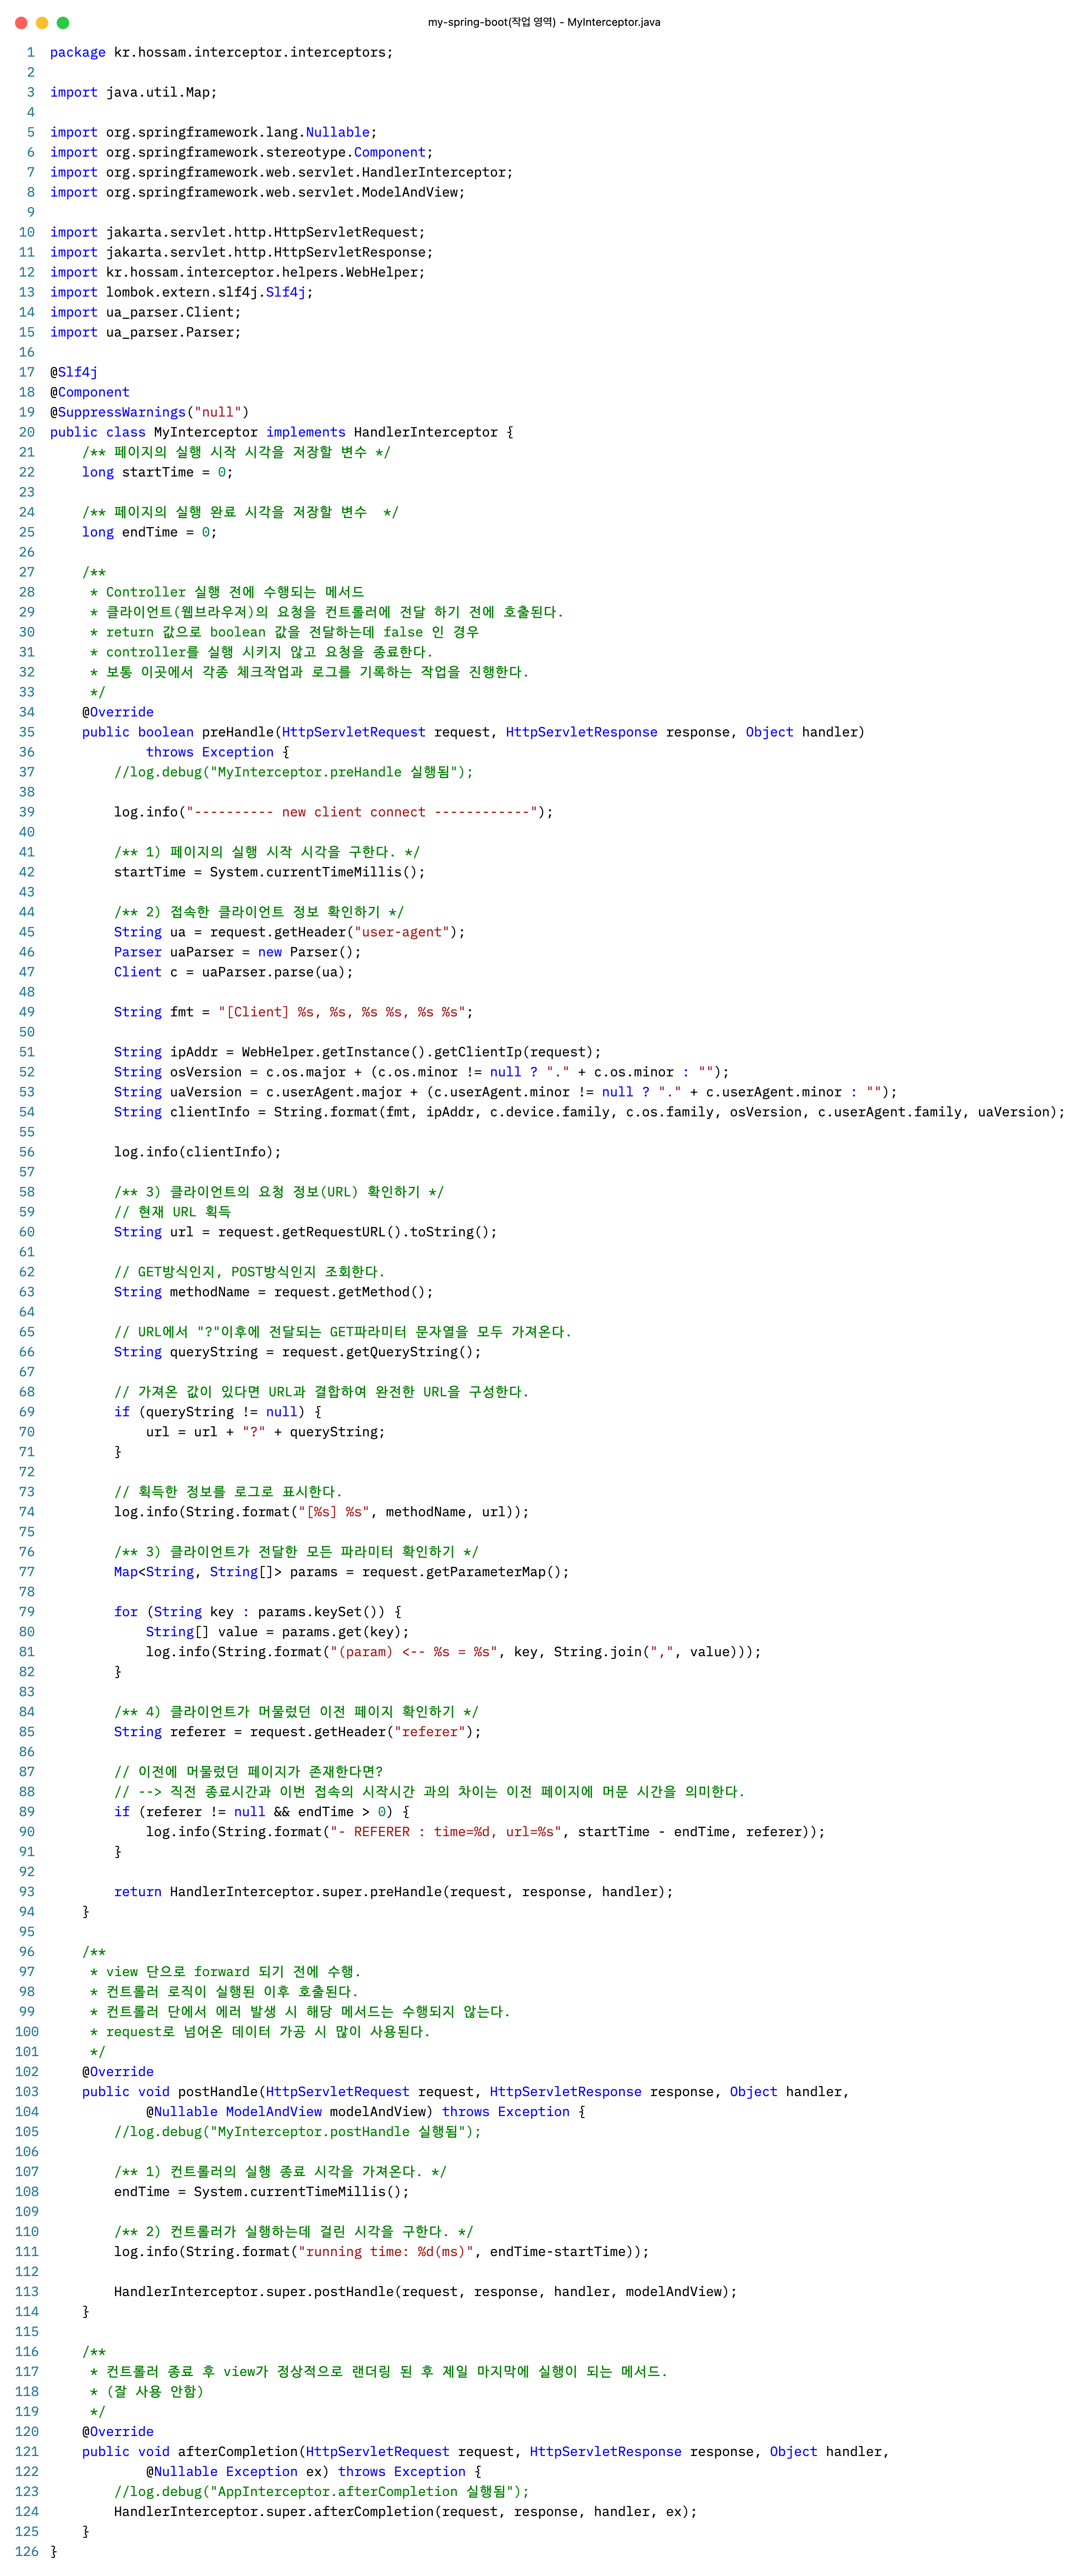 my-spring-boot(작업 영역) - MyInterceptor.java
1 package kr.hossam.interceptor.interceptors;
2
3 import java.util.Map;
4
5 import org.springframework.lang.Nullable;
6 import org.springframework.stereotype.Component;
7 import org.springframework.web.servlet.HandlerInterceptor;
8 import org.springframework.web.servlet.ModelAndView;
9
10 import jakarta.servlet.http.HttpServletRequest;
11 import jakarta.servlet.http.HttpServletResponse;
12 import kr.hossam.interceptor.helpers.WebHelper;
13 import lombok.extern.slf4j.Slf4j;
14 import ua_parser.Client;
15 import ua_parser.Parser;
16
17 @Slf4j
18 @Component
19 @SuppressWarnings("null")
20 public class MyInterceptor implements HandlerInterceptor {
21     /** 페이지의 실행 시작 시각을 저장할 변수 */
22     long startTime = 0;
23
24     /** 페이지의 실행 완료 시각을 저장할 변수  */
25     long endTime = 0;
26
27     /**
28      * Controller 실행 전에 수행되는 메서드
29      * 클라이언트(웹브라우저)의 요청을 컨트롤러에 전달 하기 전에 호출된다.
30      * return 값으로 boolean 값을 전달하는데 false 인 경우
31      * controller를 실행 시키지 않고 요청을 종료한다.
32      * 보통 이곳에서 각종 체크작업과 로그를 기록하는 작업을 진행한다.
33      */
34     @Override
35     public boolean preHandle(HttpServletRequest request, HttpServletResponse response, Object handler)
36             throws Exception {
37         //log.debug("MyInterceptor.preHandle 실행됨");
38
39         log.info("---------- new client connect ------------");
40
41         /** 1) 페이지의 실행 시작 시각을 구한다. */
42         startTime = System.currentTimeMillis();
43
44         /** 2) 접속한 클라이언트 정보 확인하기 */
45         String ua = request.getHeader("user-agent");
46         Parser uaParser = new Parser();
47         Client c = uaParser.parse(ua);
48
49         String fmt = "[Client] %s, %s, %s %s, %s %s";
50
51         String ipAddr = WebHelper.getInstance().getClientIp(request);
52         String osVersion = c.os.major + (c.os.minor != null ? "." + c.os.minor : "");
53         String uaVersion = c.userAgent.major + (c.userAgent.minor != null ? "." + c.userAgent.minor : "");
54         String clientInfo = String.format(fmt, ipAddr, c.device.family, c.os.family, osVersion, c.userAgent.family, uaVersion);
55
56         log.info(clientInfo);
57
58         /** 3) 클라이언트의 요청 정보(URL) 확인하기 */
59         // 현재 URL 획득
60         String url = request.getRequestURL().toString();
61
62         // GET방식인지, POST방식인지 조회한다.
63         String methodName = request.getMethod();
64
65         // URL에서 "?"이후에 전달되는 GET파라미터 문자열을 모두 가져온다.
66         String queryString = request.getQueryString();
67
68         // 가져온 값이 있다면 URL과 결합하여 완전한 URL을 구성한다.
69         if (queryString != null) {
70             url = url + "?" + queryString;
71         }
72
73         // 획득한 정보를 로그로 표시한다.
74         log.info(String.format("[%s] %s", methodName, url));
75
76         /** 3) 클라이언트가 전달한 모든 파라미터 확인하기 */
77         Map<String, String[]> params = request.getParameterMap();
78
79         for (String key : params.keySet()) {
80             String[] value = params.get(key);
81             log.info(String.format("(param) <-- %s = %s", key, String.join(",", value)));
82         }
83
84         /** 4) 클라이언트가 머물렀던 이전 페이지 확인하기 */
85         String referer = request.getHeader("referer");
86
87         // 이전에 머물렀던 페이지가 존재한다면?
88         // --> 직전 종료시간과 이번 접속의 시작시간 과의 차이는 이전 페이지에 머문 시간을 의미한다.
89         if (referer != null && endTime > 0) {
90             log.info(String.format("- REFERER : time=%d, url=%s", startTime - endTime, referer));
91         }
92
93         return HandlerInterceptor.super.preHandle(request, response, handler);
94     }
95
96     /**
97      * view 단으로 forward 되기 전에 수행.
98      * 컨트롤러 로직이 실행된 이후 호출된다.
99      * 컨트롤러 단에서 에러 발생 시 해당 메서드는 수행되지 않는다.
100      * request로 넘어온 데이터 가공 시 많이 사용된다.
101      */
102     @Override
103     public void postHandle(HttpServletRequest request, HttpServletResponse response, Object handler,
104             @Nullable ModelAndView modelAndView) throws Exception {
105         //log.debug("MyInterceptor.postHandle 실행됨");
106
107         /** 1) 컨트롤러의 실행 종료 시각을 가져온다. */
108         endTime = System.currentTimeMillis();
109
110         /** 2) 컨트롤러가 실행하는데 걸린 시각을 구한다. */
111         log.info(String.format("running time: %d(ms)", endTime-startTime));
112
113         HandlerInterceptor.super.postHandle(request, response, handler, modelAndView);
114     }
115
116     /**
117      * 컨트롤러 종료 후 view가 정상적으로 랜더링 된 후 제일 마지막에 실행이 되는 메서드.
118      * (잘 사용 안함)
119      */
120     @Override
121     public void afterCompletion(HttpServletRequest request, HttpServletResponse response, Object handler,
122             @Nullable Exception ex) throws Exception {
123         //log.debug("AppInterceptor.afterCompletion 실행됨");
124         HandlerInterceptor.super.afterCompletion(request, response, handler, ex);
125     }
126 }